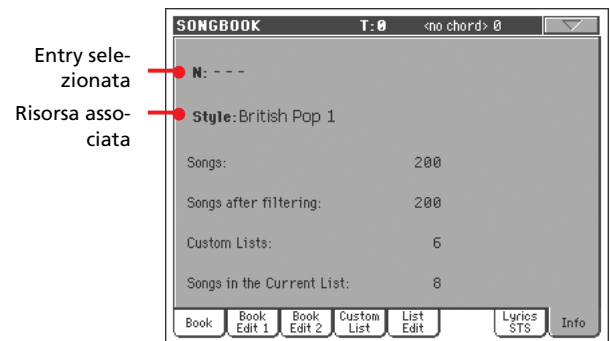 SONGBOOK T:0 <no chord> 0
Entry sele-
zionata
N: - - -
Risorsa asso-
ciata
Style:British Pop 1
Songs: 200
Songs after filtering: 200
Custom Lists: 6
Songs in the Current List: 8
Book
Book
Edit 1
Book
Edit 2
Custom
List
List
Edit
Lyrics
STS
Info